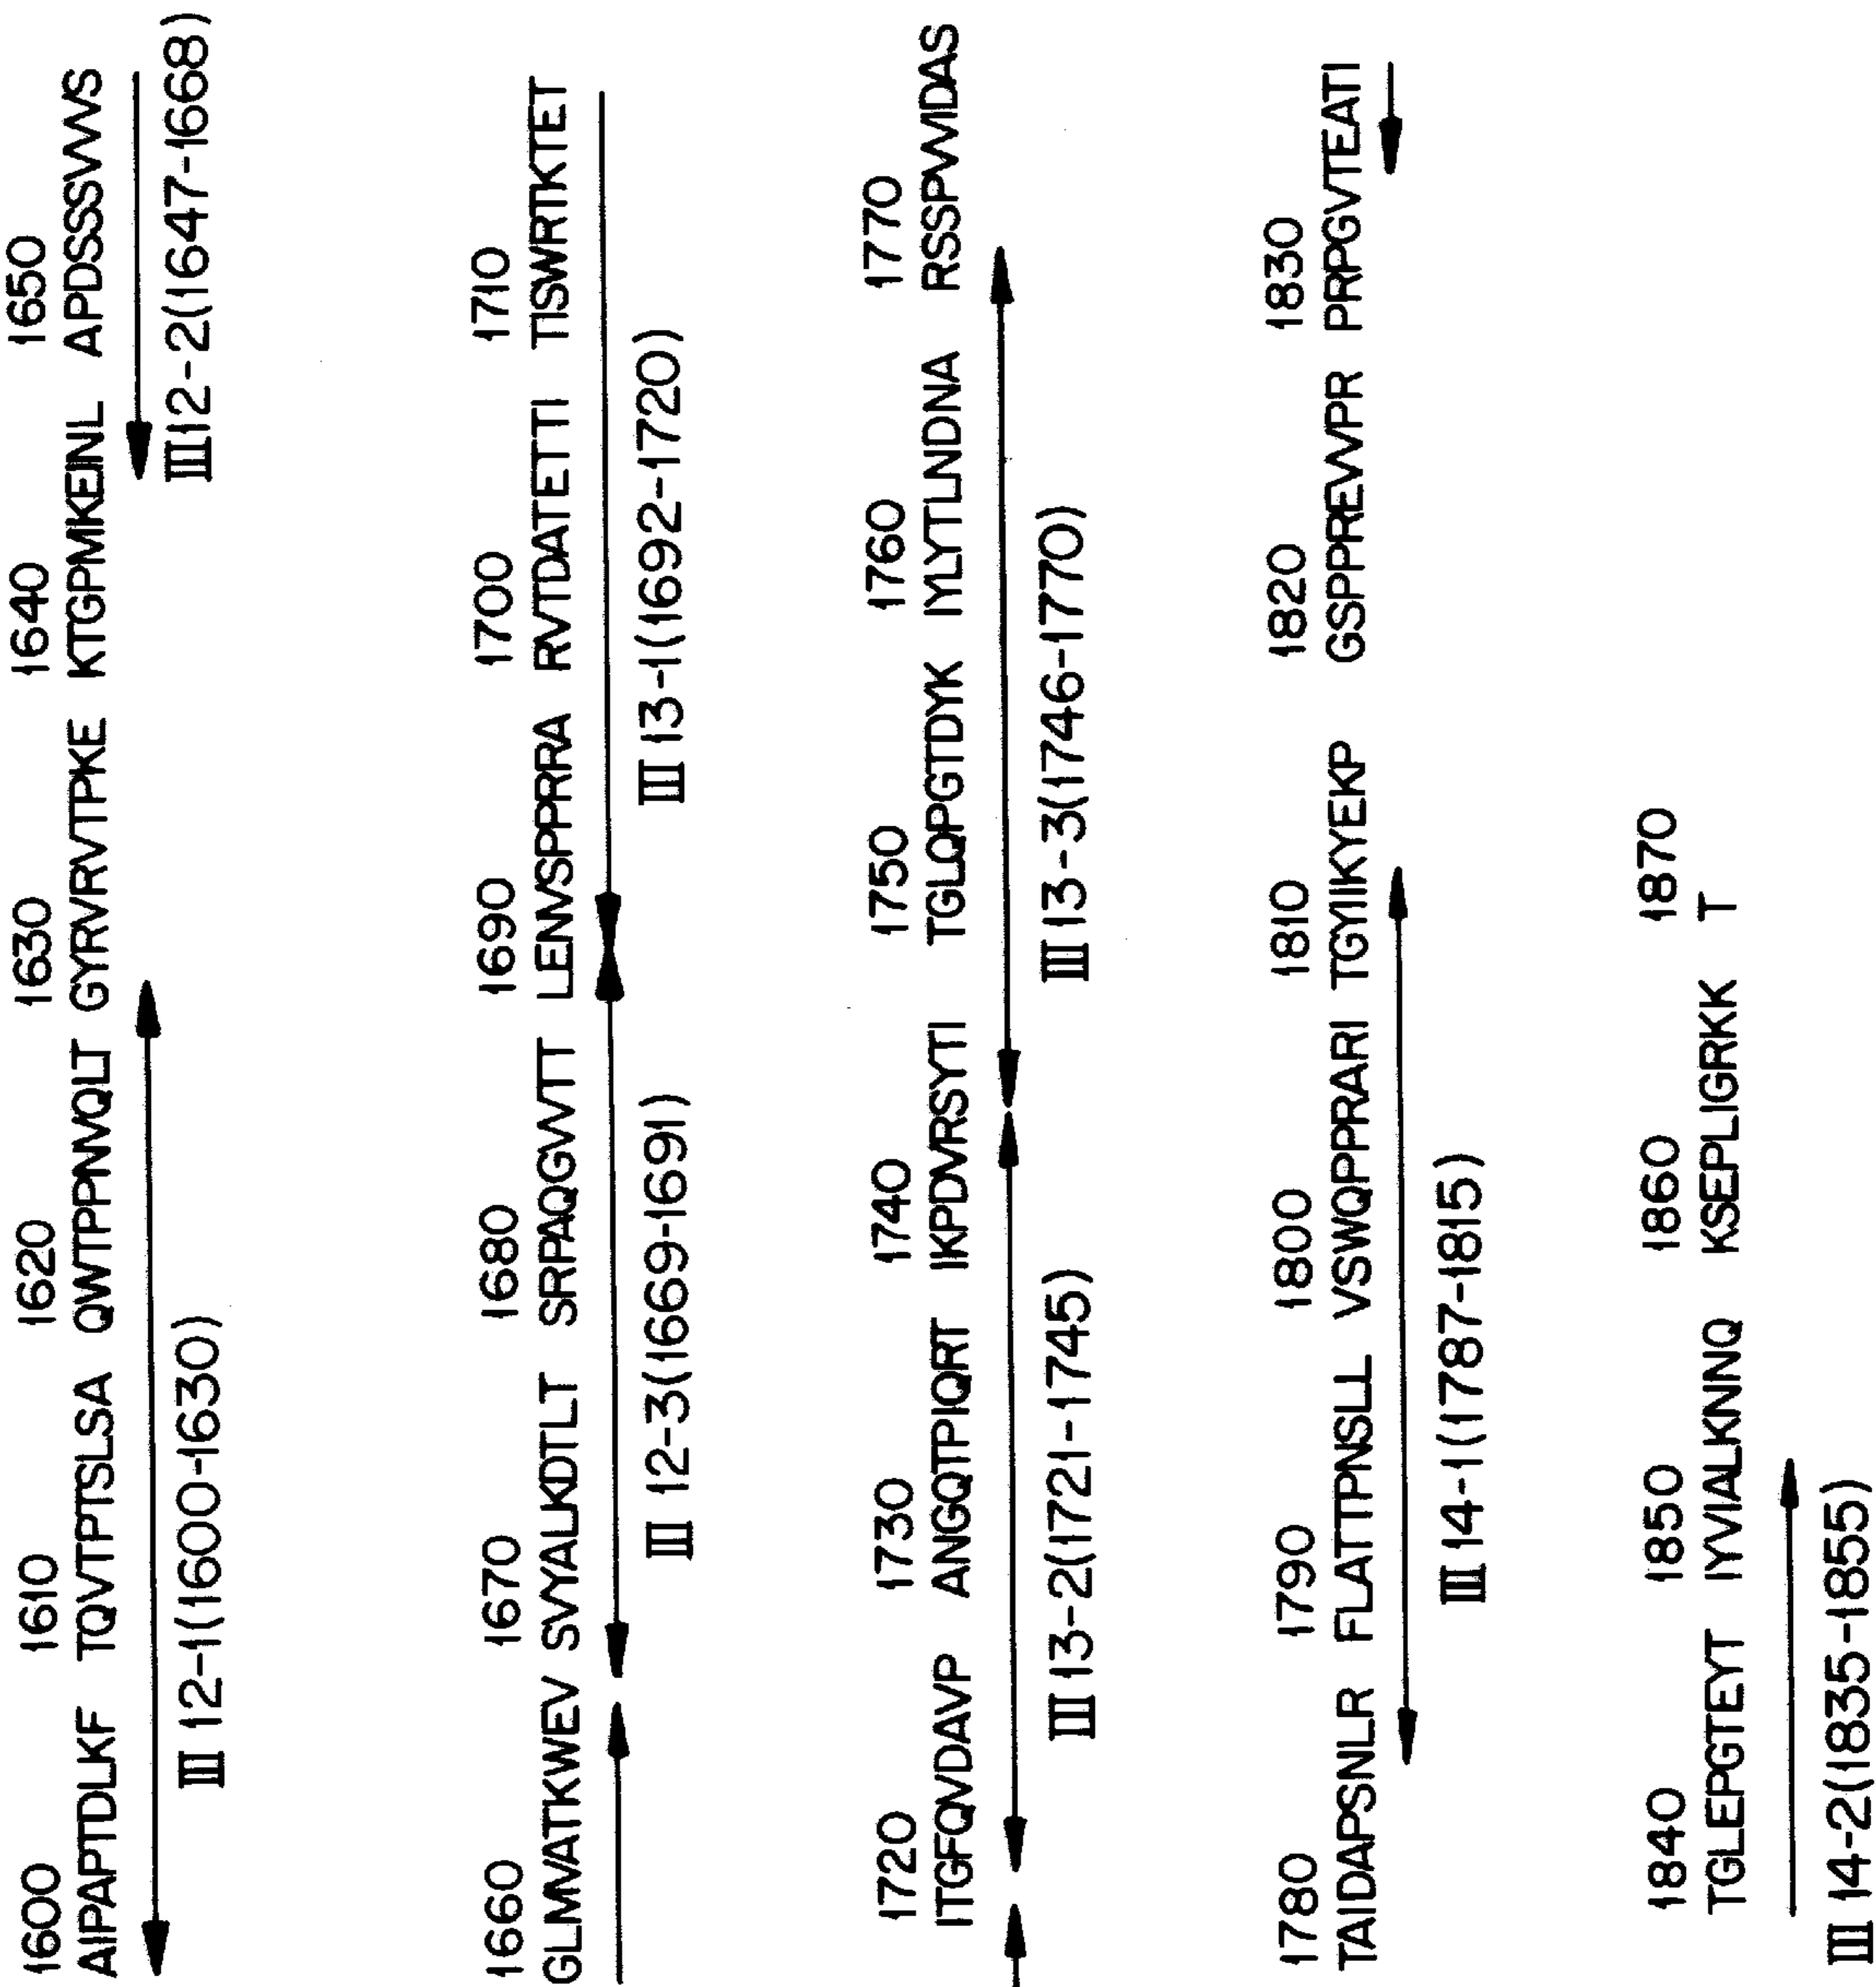 1600 1610 1620 1630 1640 1650
AIPAPTDLKF TQVTPTSLSA QWTPPNVQLT GYRVRVTPKE KTGPMKEINL APDSSSVVVS
III 12-1(1600-1630) III12-2(1647-1668)
1660 1670 1680 1690 1700 1710
GLMVATKWEV SVYALKDTLT SRPAQGVVTT LENVSPPRRA RVTDATETTI TISWRTKTET
III 12-3(1669-1691) III 13-1(1692-1720)
1720 1730 1740 1750 1760 1770
ITGFQVDAVP ANGQTPIQRT IKPDVRSYTI TGLQPGTDYK IYLYTLNDNA RSSPVVIDAS
III 13-2(1721-1745) III 13-3(1746-1770)
1780 1790 1800 1810 1820 1830
TAIDAPSNLR FLATTPNSLL VSWQPPRARI TGYIIKYEKP GSPPREVVPR PRPGVTEATI
III 14-1(1787-1815)
1840 1850 1860 1870
TGLEPGTEYT IYVIALKNNQ KSEPLIGRKK T
III 14-2(1835-1855)